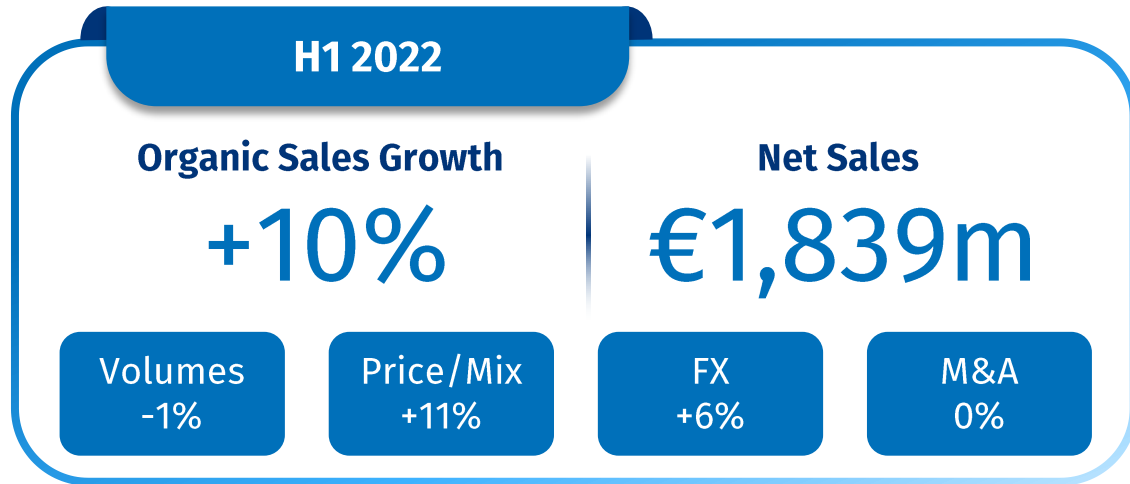 H1 2022
Organic Sales Growth
+10%
Net Sales
€1,839m
Volumes
-1%
Price/Mix
+11%
FX
+6%
M&A
0%